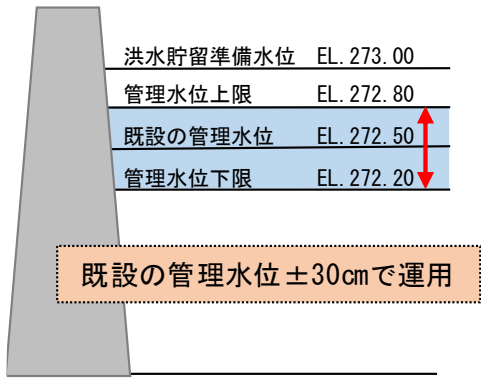 洪水貯留準備水位 EL.273.00
管理水位上限 EL.272.80
既設の管理水位 EL.272.50
管理水位下限 EL.272.20
既設の管理水位±30cmで運用